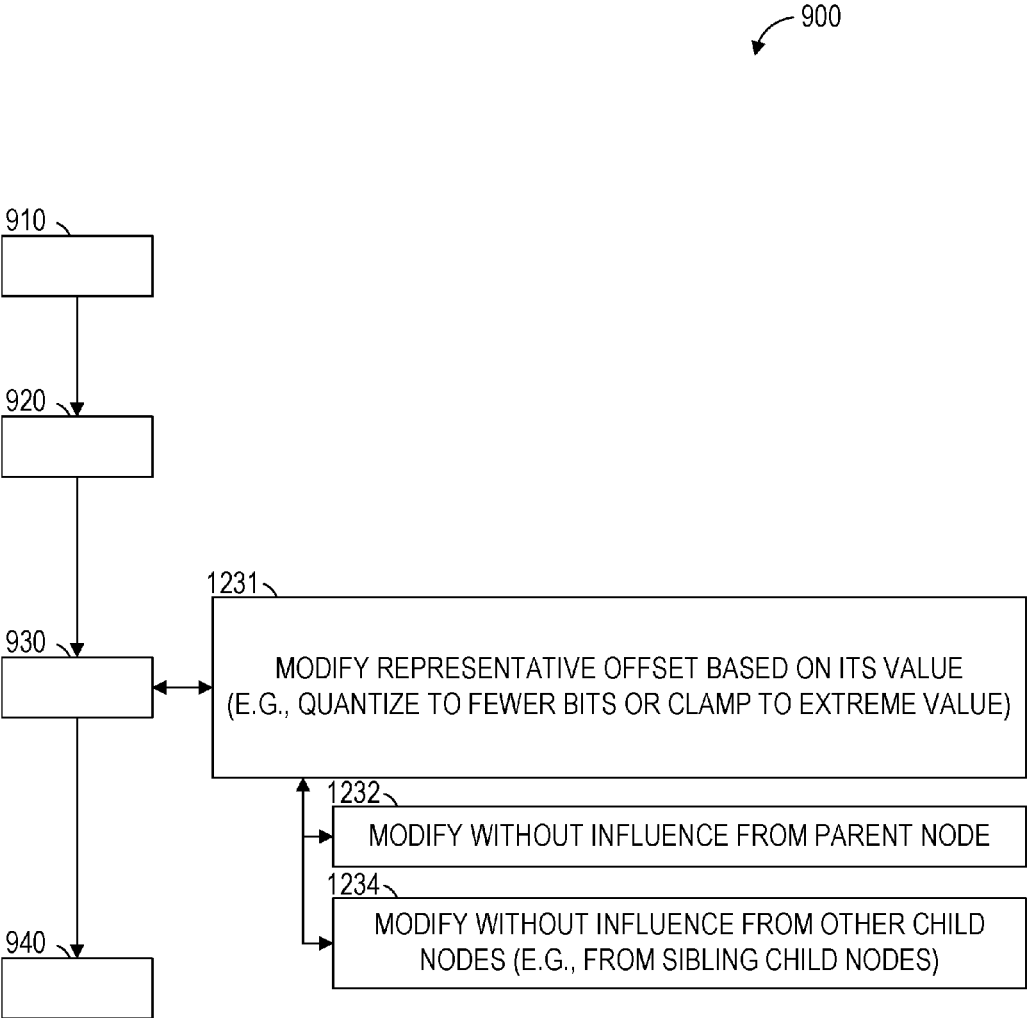 900
910
920
1231
930
MODIFY REPRESENTATIVE OFFSET BASED ON ITS VALUE
(E.G., QUANTIZE TO FEWER BITS OR CLAMP TO EXTREME VALUE)
1232
MODIFY WITHOUT INFLUENCE FROM PARENT NODE
1234
MODIFY WITHOUT INFLUENCE FROM OTHER CHILD
NODES (E.G., FROM SIBLING CHILD NODES)
940